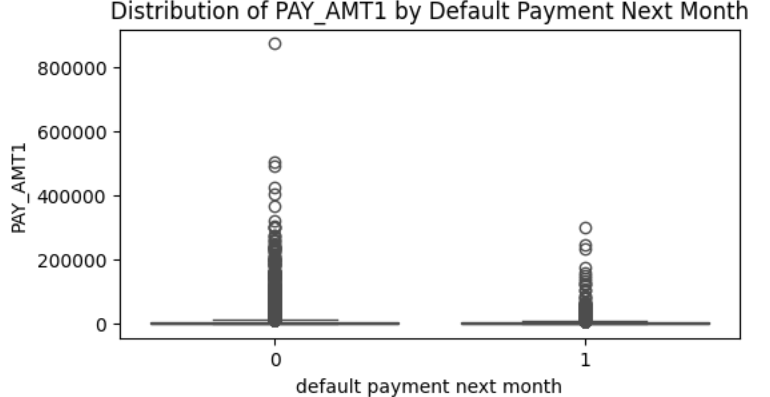 Distribution of PAY_AMT1 by Default Payment Next Month
800000
600000
400000
200000
0
PAY_AMT1
0
1
default payment next month